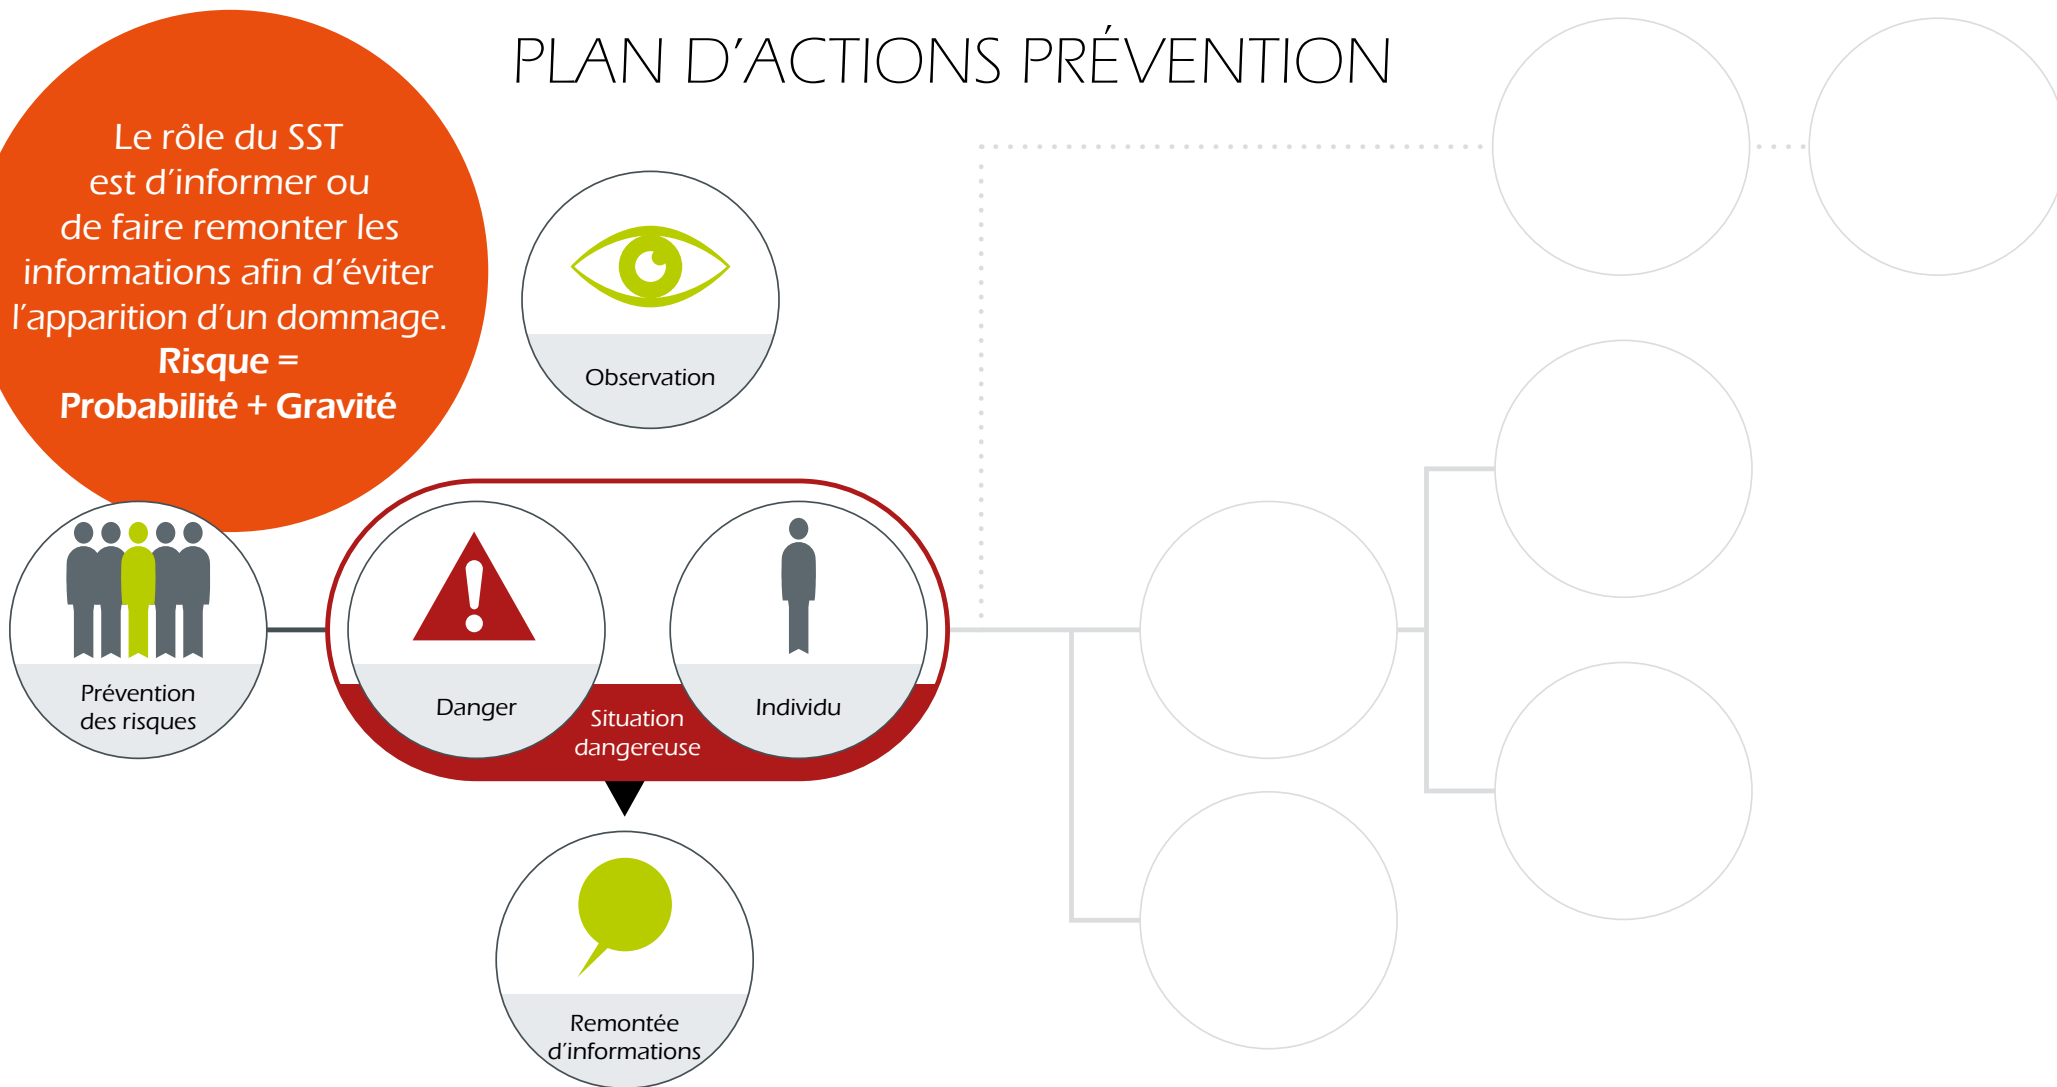 PLAN D’ACTIONS PRÉVENTION
Le rôle du SST
est d’informer ou
de faire remonter les
informations afin d’éviter
l’apparition d’un dommage.
Risque =
Probabilité + Gravité
Observation
Prévention
des risques
Danger
Situation
dangereuse
Individu
Remontée
d’informations